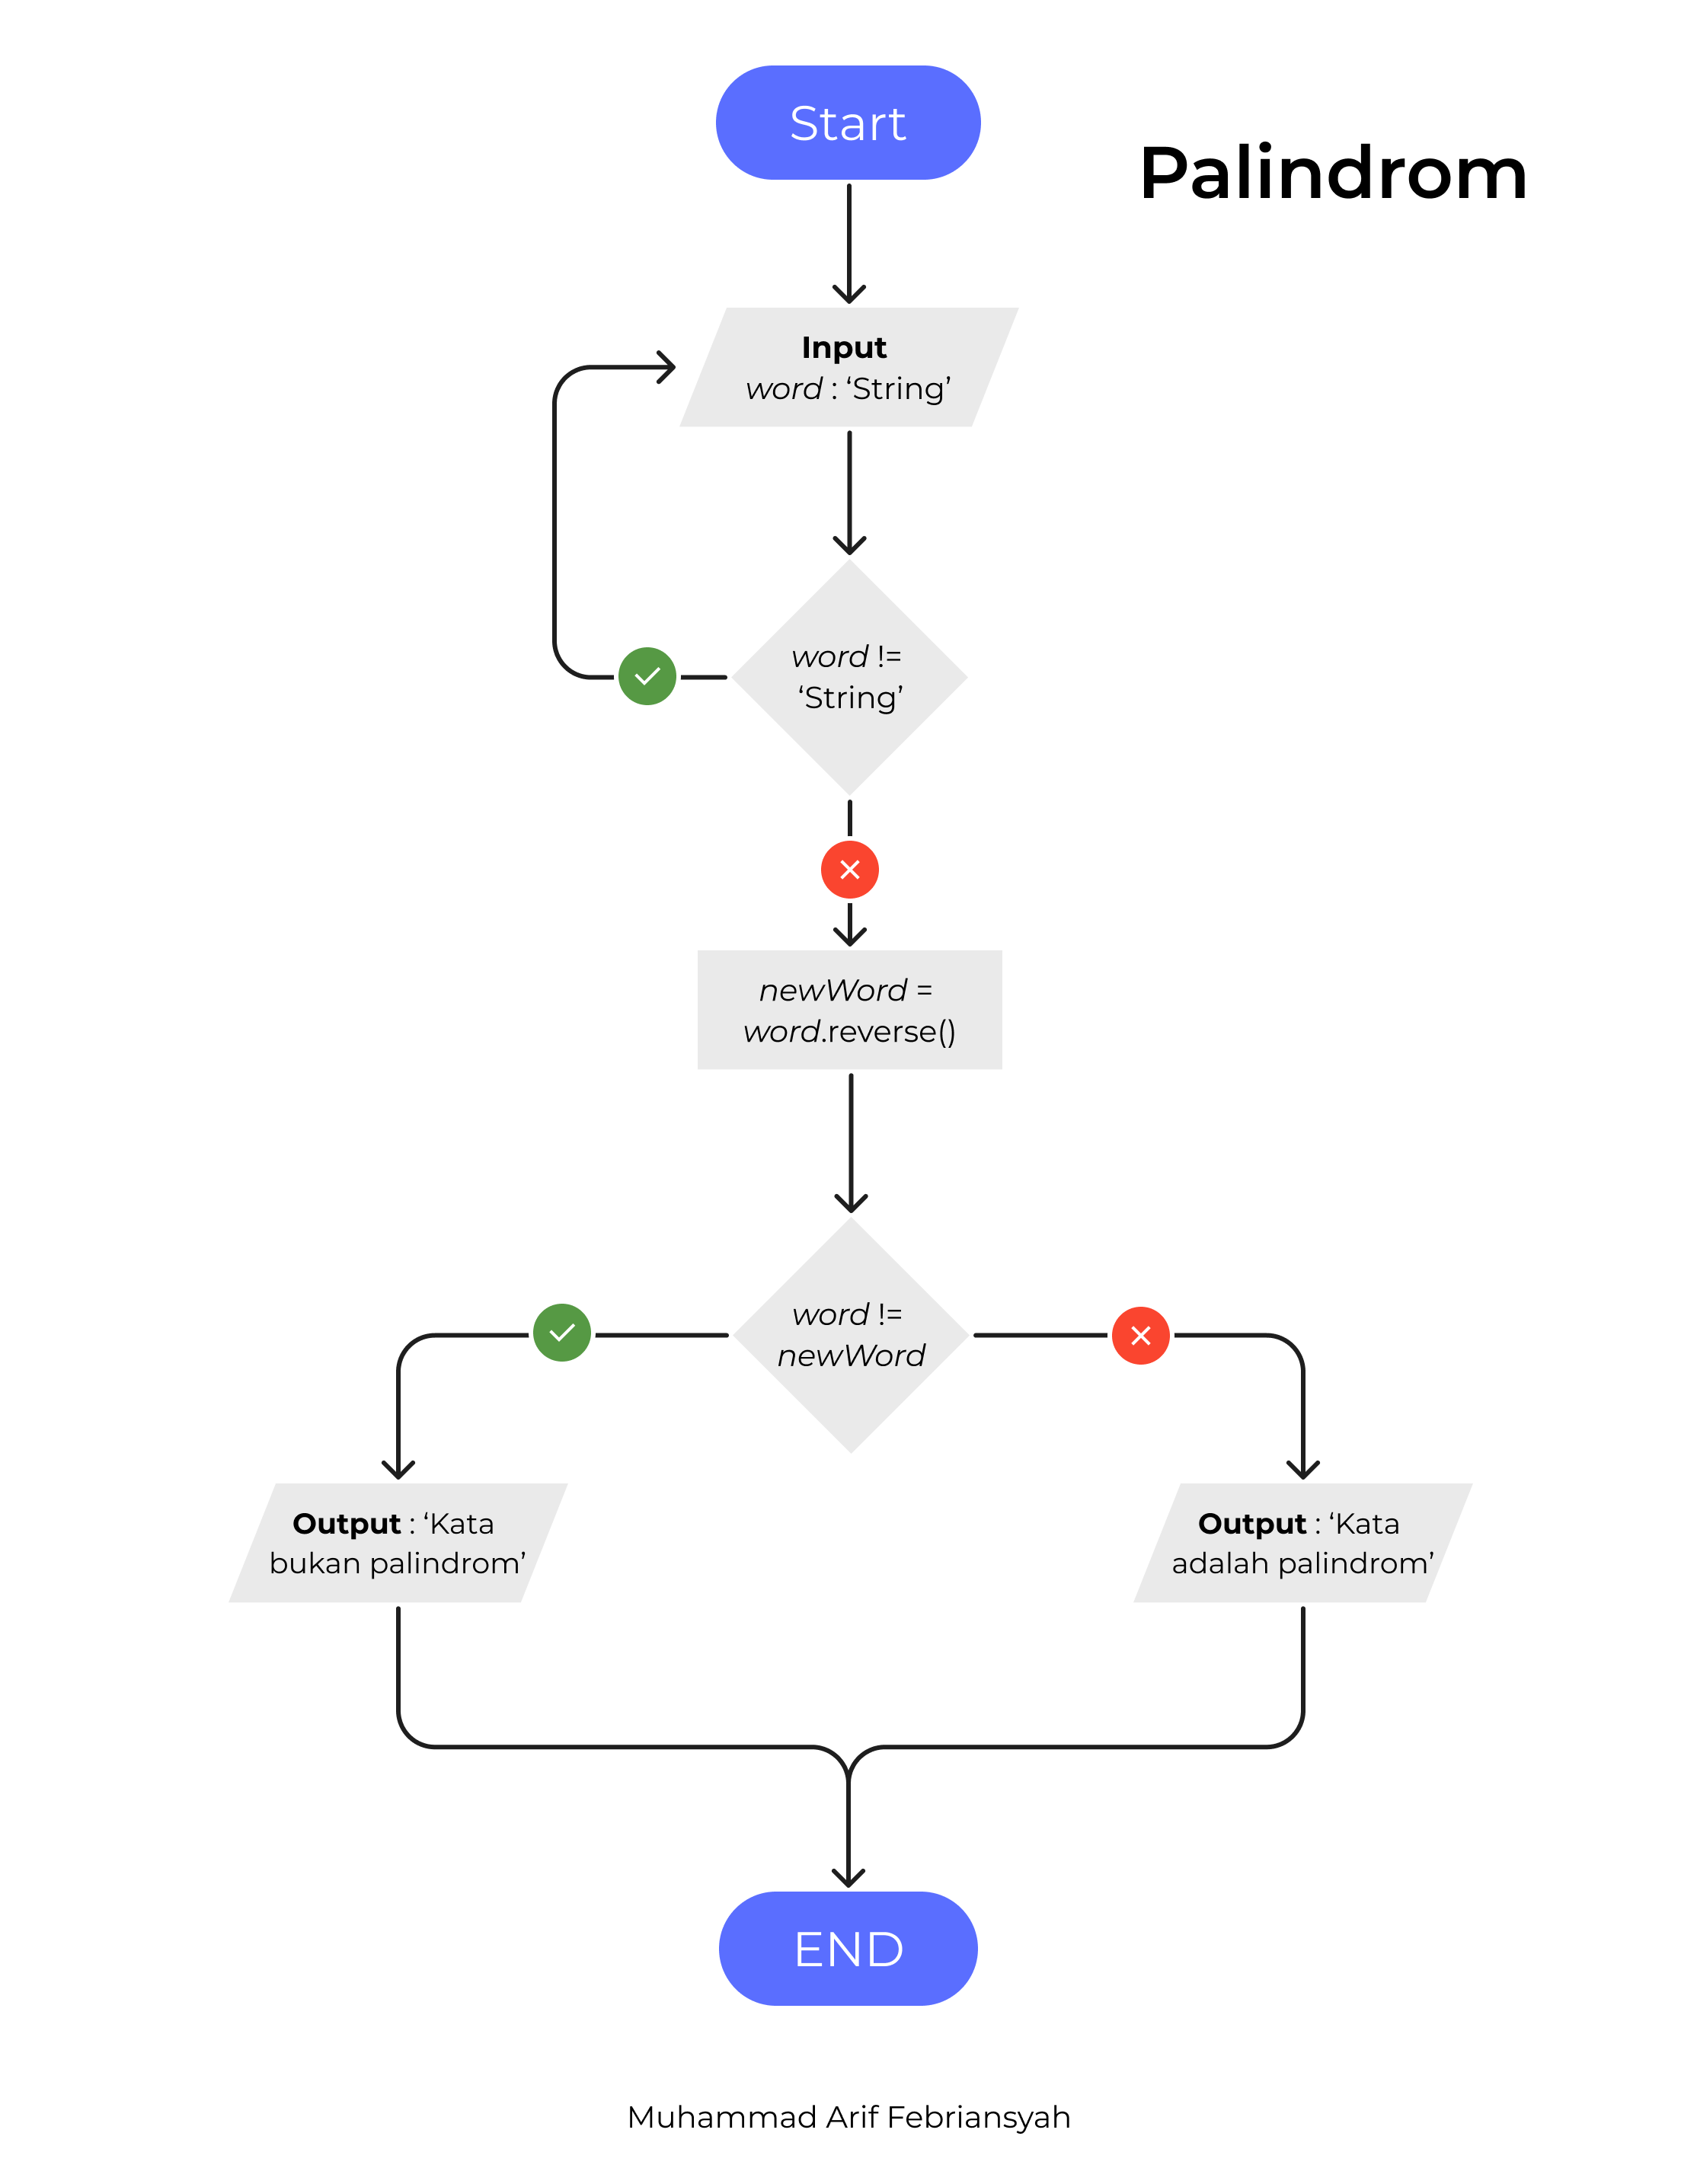 Start
Palindrom
Input
word : ‘String’
word !=
‘String’
newWord =
word.reverse()
word !=
newWord
Output : ‘Kata
bukan palindrom’
Output : ‘Kata
adalah palindrom’
END
Muhammad Arif Febriansyah